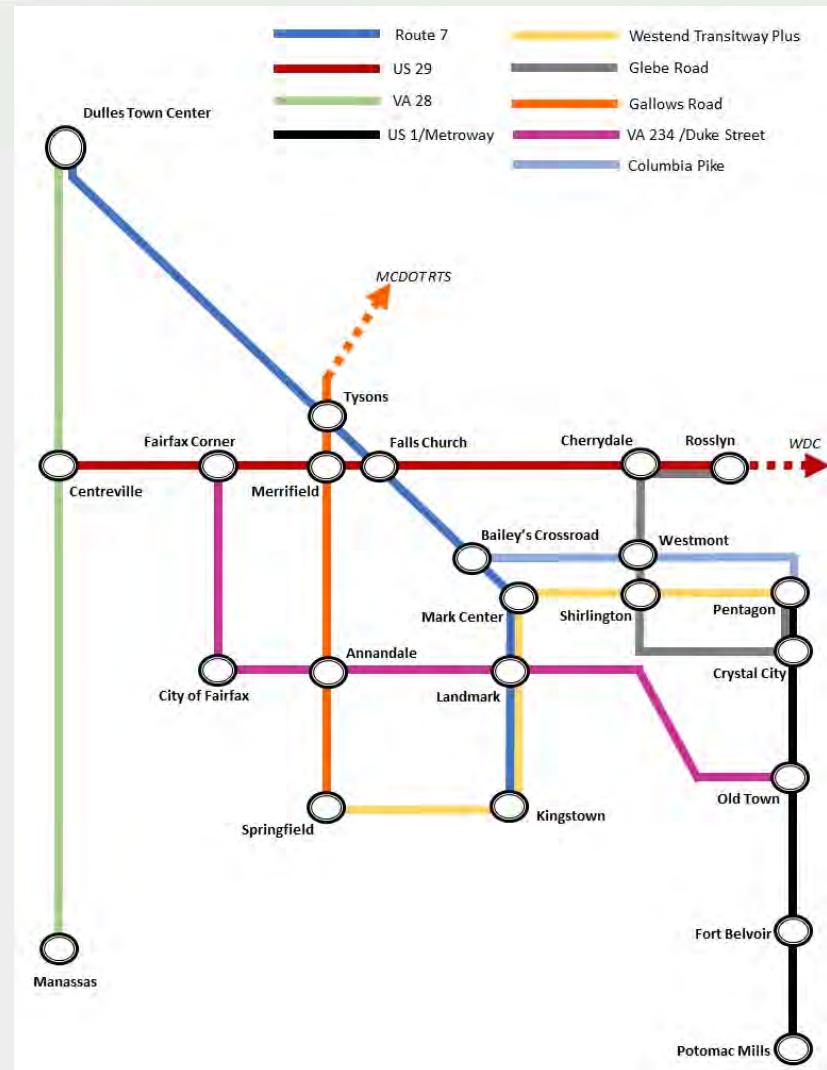 Route 7
Westend Transitway Plus
US 29
Glebe Road
VA 28
Gallows Road
US 1/Metroway
VA 234 /Duke Street
Columbia Pike
Dulles Town Center
MCDOT RTS
Tysons
Fairfax Corner
Falls Church
Cherrydale
Rosslyn
WDC
Centreville
Merrifield
Bailey's Crossroad
Westmont
Mark Center
Shirlington
Pentagon
Annandale
Crystal City
City of Fairfax
Landmark
Old Town
Springfield
Kingstown
Fort Belvoir
Manassas
Potomac Mills